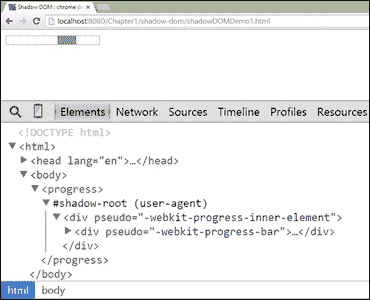 Shadow DOM : chrome de
localhost:8080/Chapter1/shadow-dom/shadowDOMDemo1.html
Elements Network Sources Timeline Profiles Resources
<!DOCTYPE html>
▼<html>
▶<head lang="en">…</head>
▼<body>
▼<progress>
▼#shadow-root (user-agent)
▼<div pseudo="-webkit-progress-inner-element">
▶<div pseudo="-webkit-progress-bar">…</div>
</div>
</progress>
</body>
html body